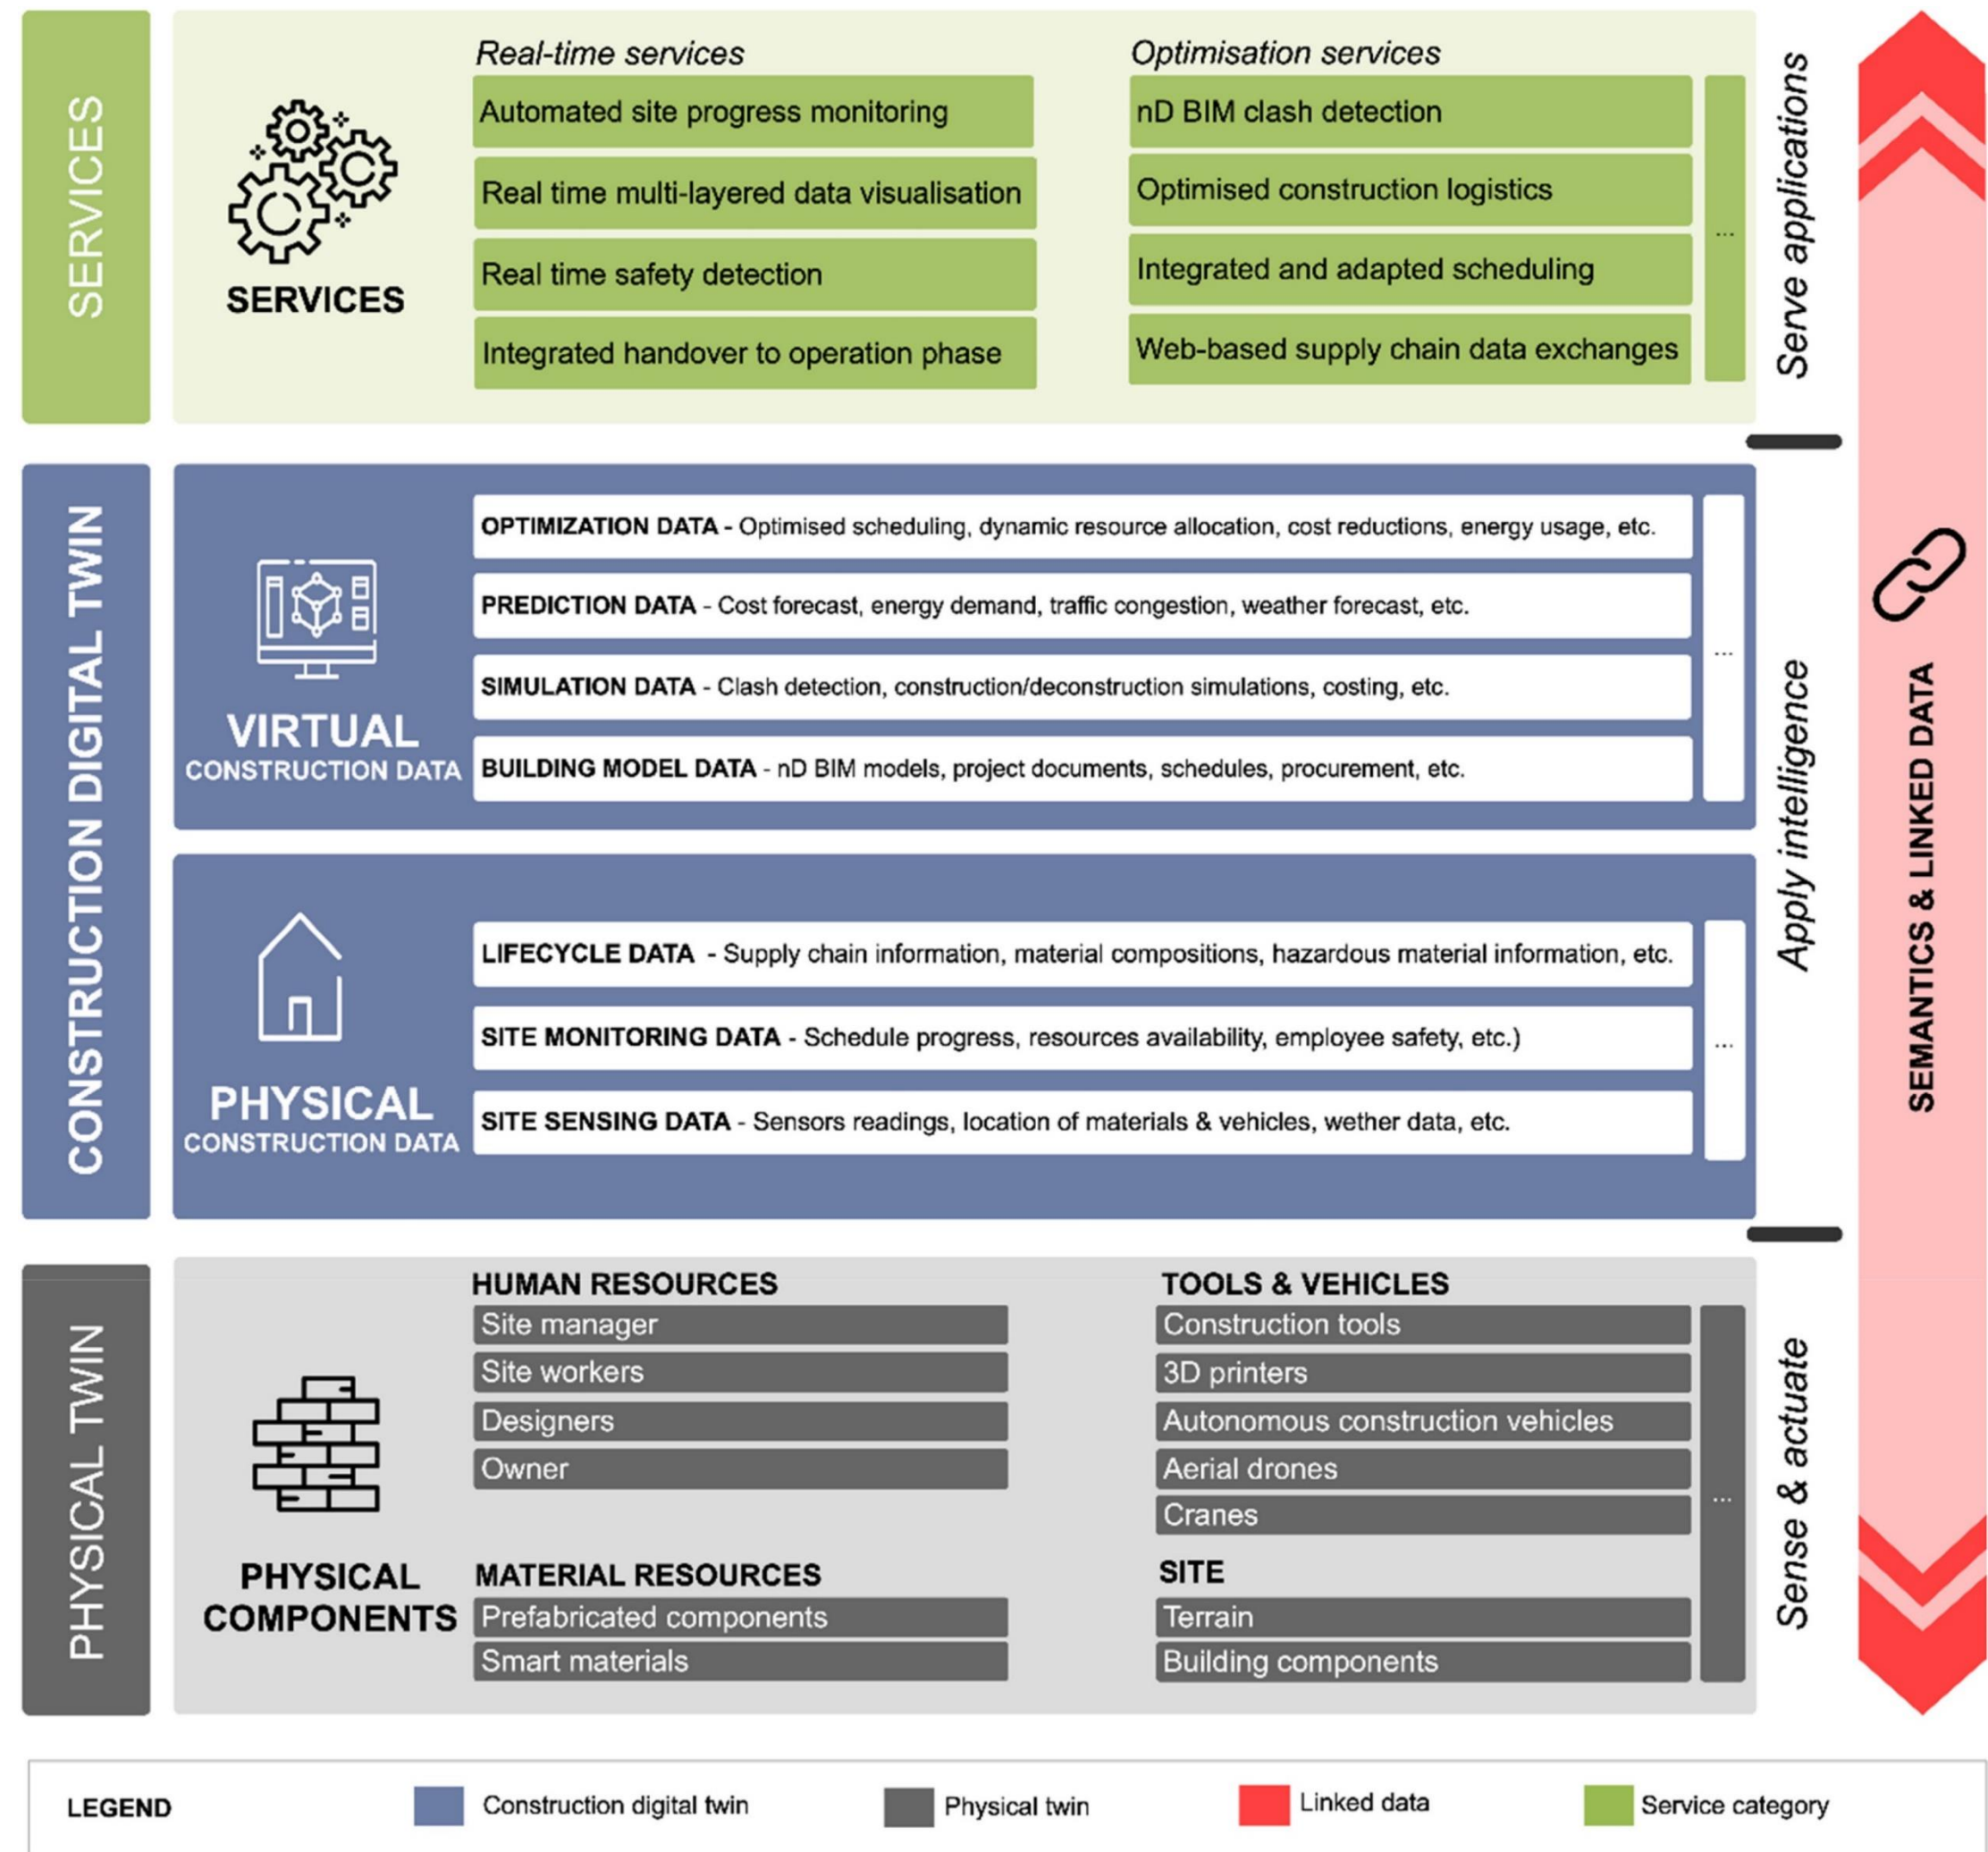 SERVICES
SERVICES
Real-time services
Automated site progress monitoring
Real time multi-layered data visualisation
Real time safety detection
Integrated handover to operation phase
Optimisation services
nD BIM clash detection
Optimised construction logistics
Integrated and adapted scheduling
Web-based supply chain data exchanges
...
Serve applications
CONSTRUCTION DIGITAL TWIN
VIRTUAL
CONSTRUCTION DATA
OPTIMIZATION DATA - Optimised scheduling, dynamic resource allocation, cost reductions, energy usage, etc.
PREDICTION DATA - Cost forecast, energy demand, traffic congestion, weather forecast, etc.
SIMULATION DATA - Clash detection, construction/deconstruction simulations, costing, etc.
BUILDING MODEL DATA - nD BIM models, project documents, schedules, procurement, etc.
...
PHYSICAL
CONSTRUCTION DATA
LIFECYCLE DATA - Supply chain information, material compositions, hazardous material information, etc.
SITE MONITORING DATA - Schedule progress, resources availability, employee safety, etc.)
SITE SENSING DATA - Sensors readings, location of materials & vehicles, wether data, etc.
...
Apply intelligence
PHYSICAL TWIN
PHYSICAL
COMPONENTS
HUMAN RESOURCES
Site manager
Site workers
Designers
Owner
MATERIAL RESOURCES
Prefabricated components
Smart materials
TOOLS & VEHICLES
Construction tools
3D printers
Autonomous construction vehicles
Aerial drones
Cranes
SITE
Terrain
Building components
...
Sense & actuate
SEMANTICS & LINKED DATA
LEGEND
Construction digital twin
Physical twin
Linked data
Service category